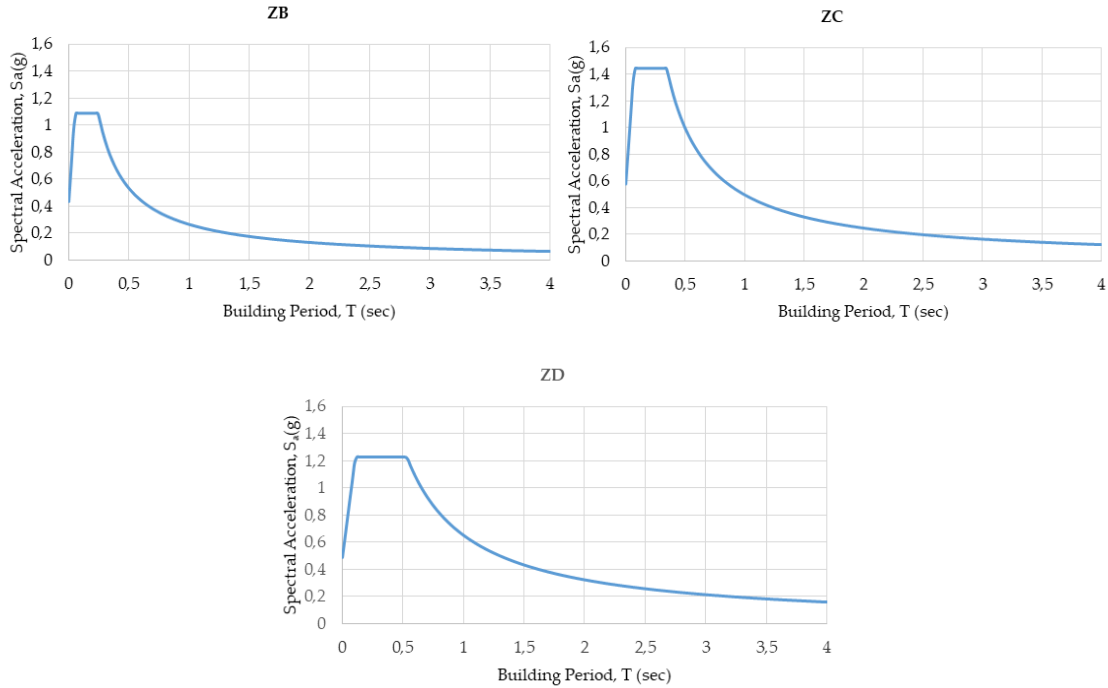 ZB
Spectral Acceleration, Sa(g)
1,6
1,4
1,2
1
0,8
0,6
0,4
0,2
0
0 0,5 1 1,5 2 2,5 3 3,5 4
Building Period, T (sec)
ZC
Spectral Acceleration, Sa(g)
1,6
1,4
1,2
1
0,8
0,6
0,4
0,2
0
0 0,5 1 1,5 2 2,5 3 3,5 4
Building Period, T (sec)
ZD
Spectral Acceleration, Sₐ(g)
1,6
1,4
1,2
1
0,8
0,6
0,4
0,2
0
0 0,5 1 1,5 2 2,5 3 3,5 4
Building Period, T (sec)